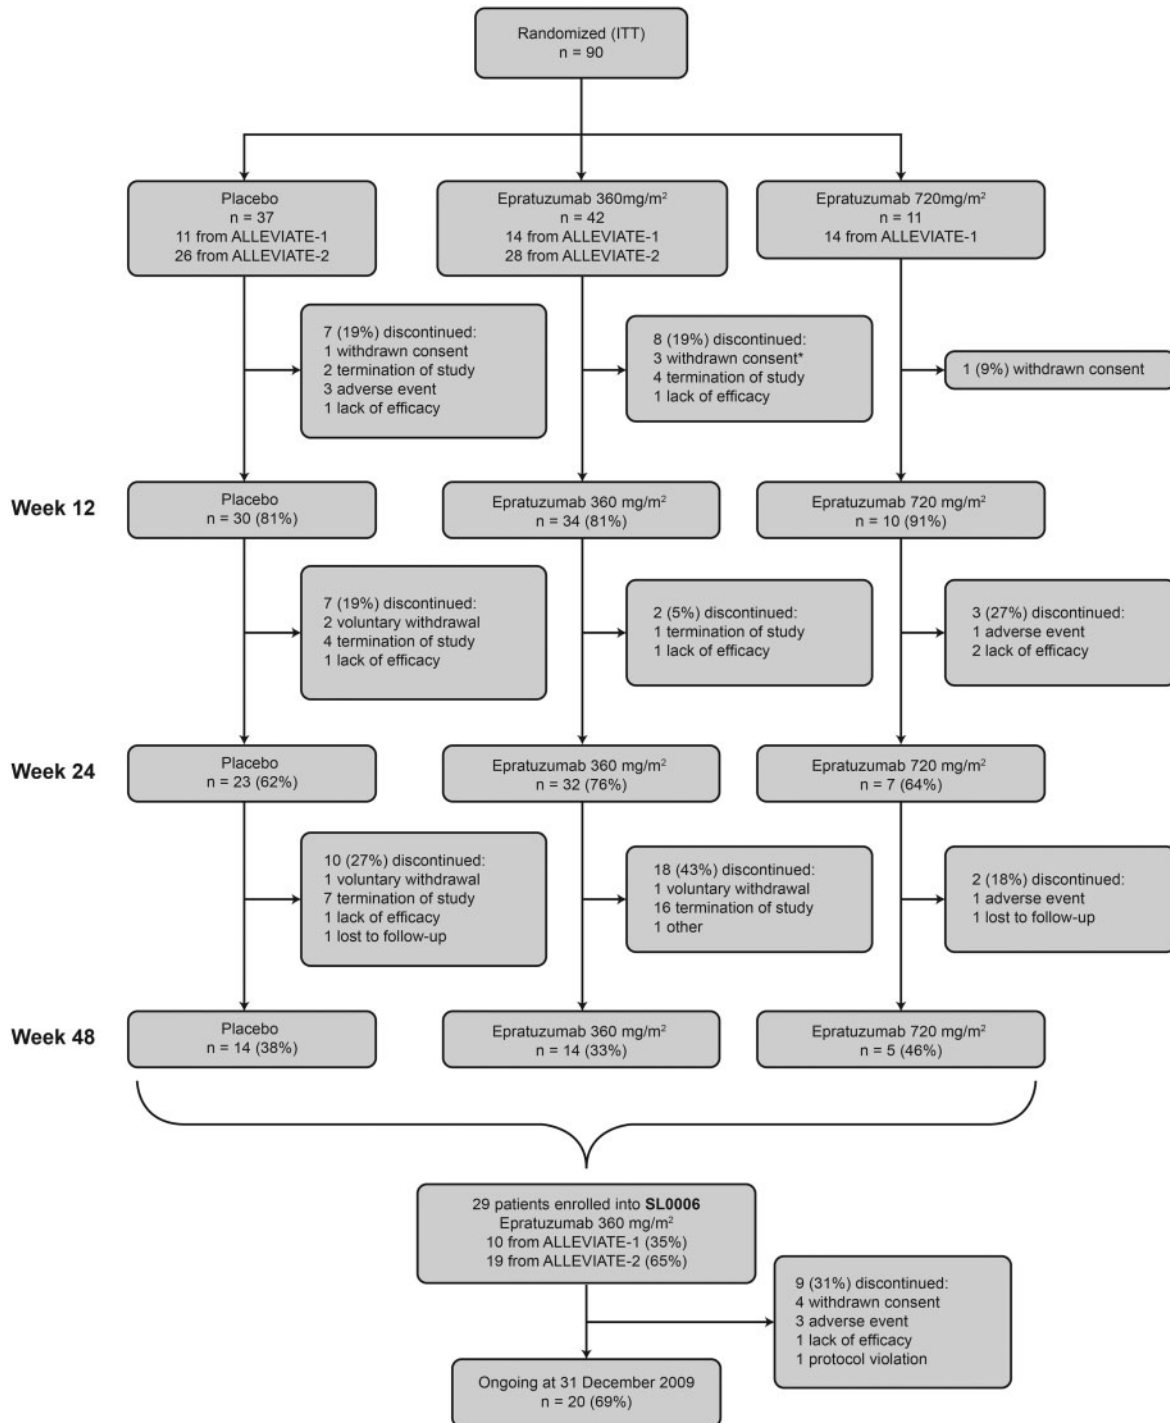 Randomized (ITT)
n = 90
Placebo
n = 37
11 from ALLEVIATE-1
26 from ALLEVIATE-2
Epratuzumab 360mg/m²
n = 42
14 from ALLEVIATE-1
28 from ALLEVIATE-2
Epratuzumab 720mg/m²
n = 11
14 from ALLEVIATE-1
7 (19%) discontinued:
1 withdrawn consent
2 termination of study
3 adverse event
1 lack of efficacy
8 (19%) discontinued:
3 withdrawn consent*
4 termination of study
1 lack of efficacy
1 (9%) withdrawn consent
Week 12
Placebo
n = 30 (81%)
Epratuzumab 360 mg/m²
n = 34 (81%)
Epratuzumab 720 mg/m²
n = 10 (91%)
7 (19%) discontinued:
2 voluntary withdrawal
4 termination of study
1 lack of efficacy
2 (5%) discontinued:
1 termination of study
1 lack of efficacy
3 (27%) discontinued:
1 adverse event
2 lack of efficacy
Week 24
Placebo
n = 23 (62%)
Epratuzumab 360 mg/m²
n = 32 (76%)
Epratuzumab 720 mg/m²
n = 7 (64%)
10 (27%) discontinued:
1 voluntary withdrawal
7 termination of study
1 lack of efficacy
1 lost to follow-up
18 (43%) discontinued:
1 voluntary withdrawal
16 termination of study
1 other
2 (18%) discontinued:
1 adverse event
1 lost to follow-up
Week 48
Placebo
n = 14 (38%)
Epratuzumab 360 mg/m²
n = 14 (33%)
Epratuzumab 720 mg/m²
n = 5 (46%)
29 patients enrolled into SL0006
Epratuzumab 360 mg/m²
10 from ALLEVIATE-1 (35%)
19 from ALLEVIATE-2 (65%)
9 (31%) discontinued:
4 withdrawn consent
3 adverse event
1 lack of efficacy
1 protocol violation
Ongoing at 31 December 2009
n = 20 (69%)